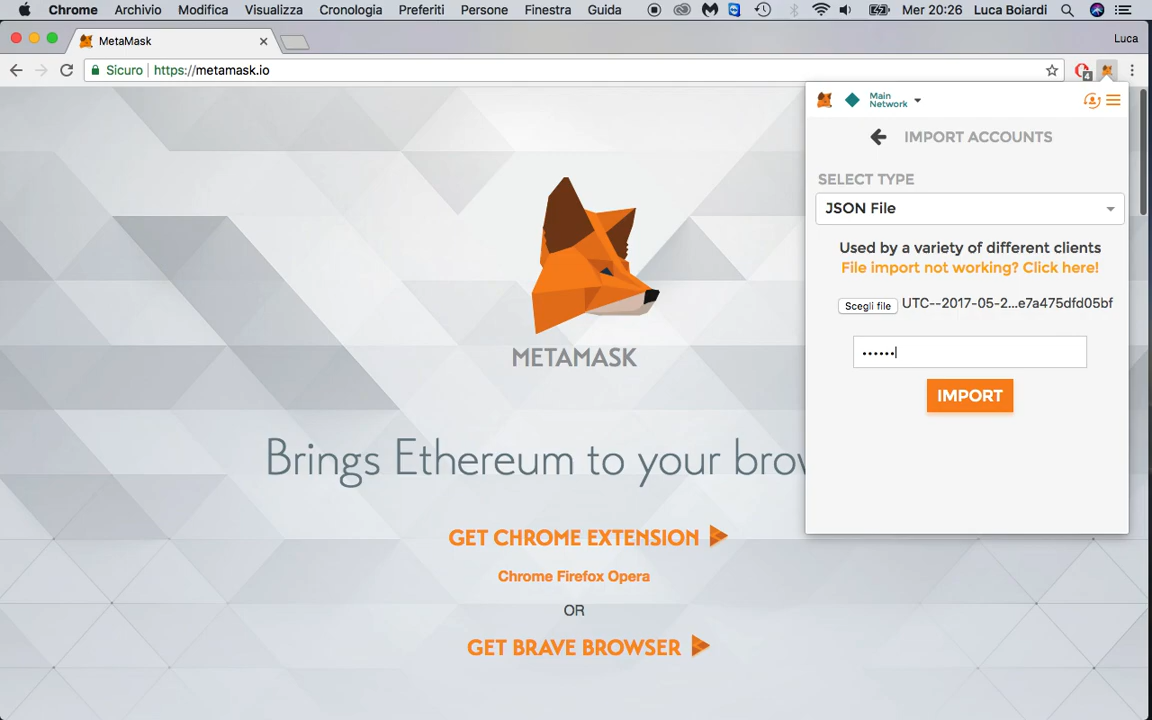 Chrome Archivio Modifica Visualizza Cronologia Preferiti Persone Finestra Guida Mer 20:26 Luca Boiardi
MetaMask
Luca
Sicuro https://metamask.io
4
Main
Network
IMPORT ACCOUNTS
SELECT TYPE
JSON File
Used by a variety of different clients
File import not working? Click here!
Scegli file UTC--2017-05-2...e7a475dfd05bf
••••••
IMPORT
METAMASK
Brings Ethereum to your brow
GET CHROME EXTENSION
Chrome Firefox Opera
OR
GET BRAVE BROWSER